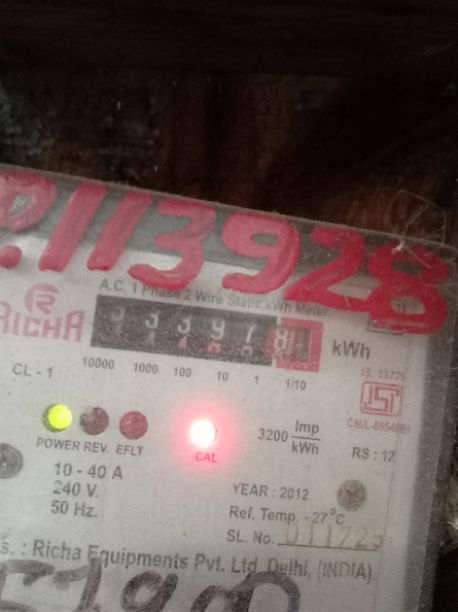 P.113928
A.C. 1 Phase 2 Wire Static kWh Meter.
RICHA
kWh
CL - 1
10000 1000 100 10 1 1/10
IS: 13779
ISI
POWER REV. EFLT
CAL
3200 Imp/kWh
RS : 12
10 - 40 A
240 V.
50 Hz.
YEAR : 2012
Ref. Temp. - 27°C
SL. No.
s. : Richa Equipments Pvt. Ltd. Delhi, (INDIA).